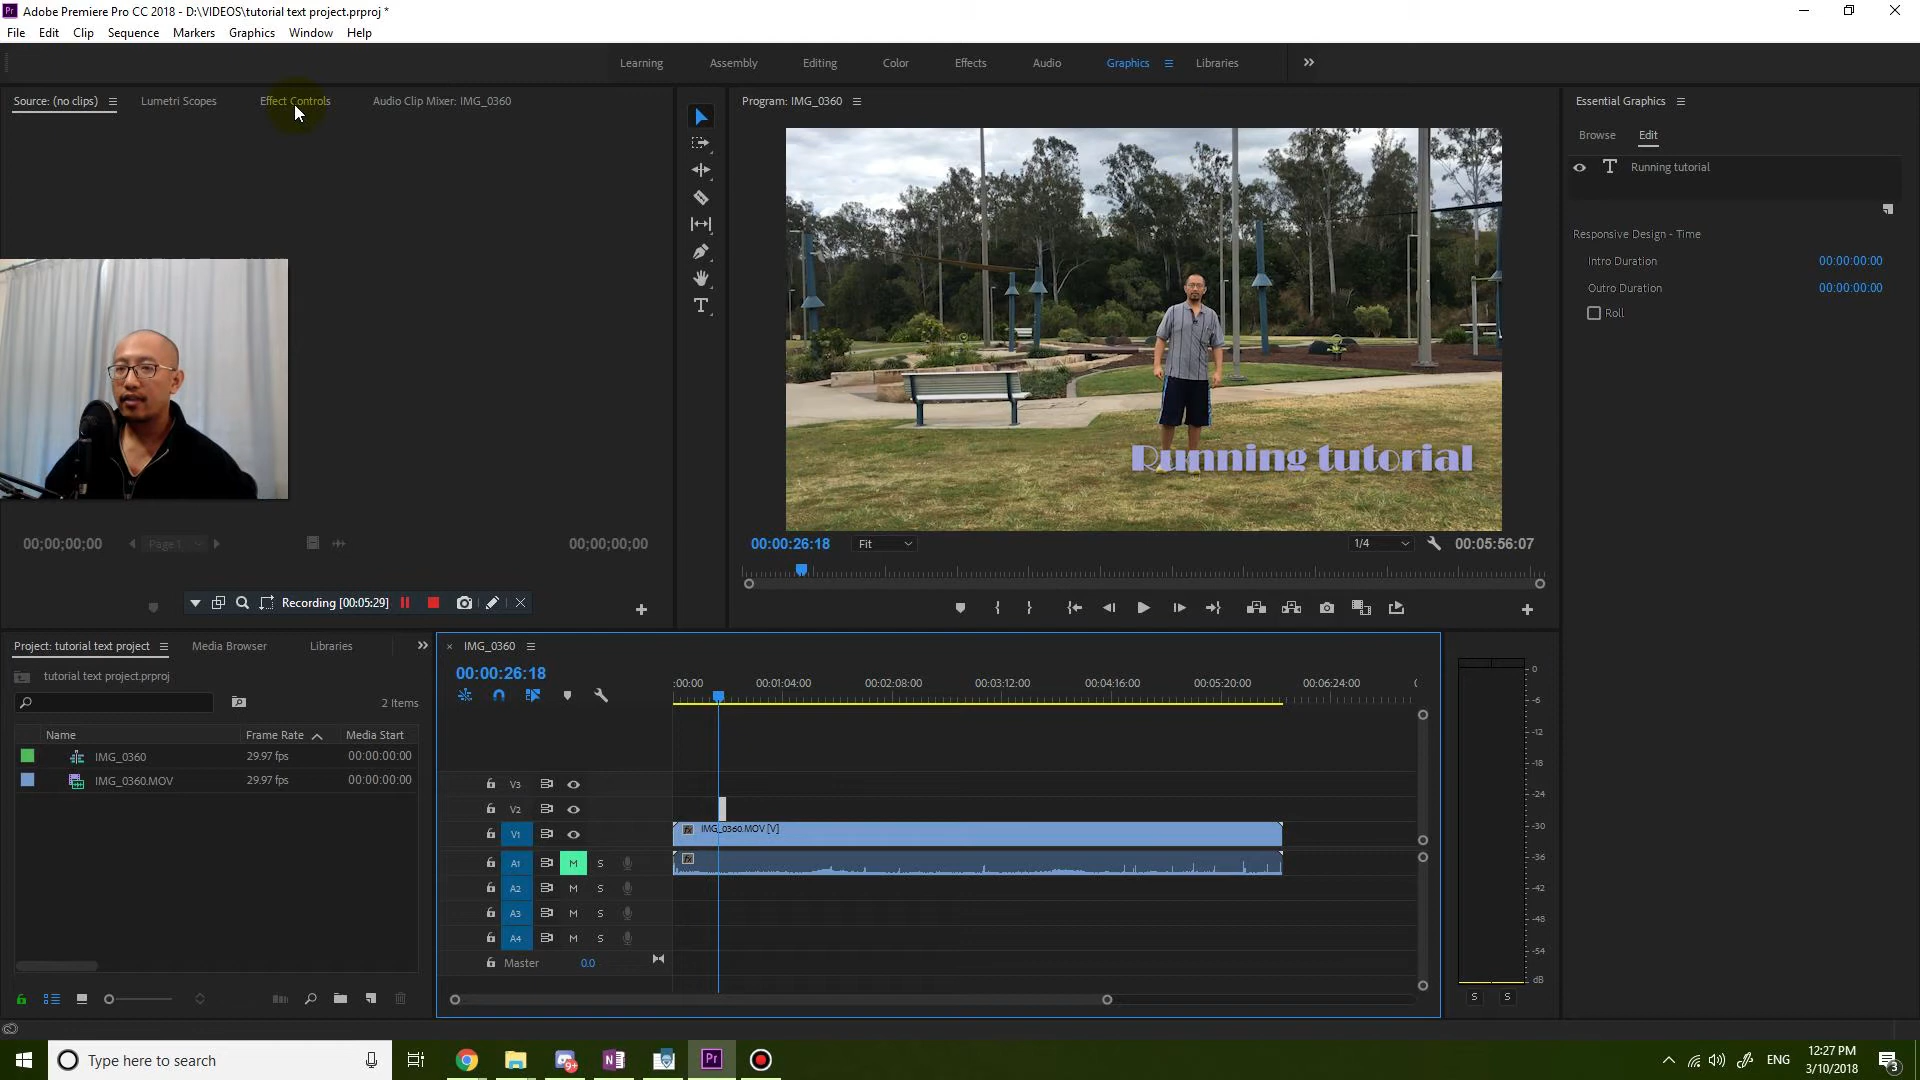 Pr Adobe Premiere Pro CC 2018 - D:\VIDEOS\tutorial text project.prproj *
File Edit Clip Sequence Markers Graphics Window Help
Learning Assembly Editing Color Effects Audio Graphics Libraries
Source: (no clips) Lumetri Scopes Effect Controls Audio Clip Mixer: IMG_0360
Program: IMG_0360
Essential Graphics
Browse Edit
T Running tutorial
Responsive Design - Time
Intro Duration 00:00:00:00
Outro Duration 00:00:00:00
Roll
Running tutorial
00;00;00;00 Page 1 00;00;00;00
00:00:26:18 Fit 1/4 00:05:56:07
Recording [00:05:29]
Project: tutorial text project Media Browser Libraries
tutorial text project.prproj
2 Items
Name Frame Rate Media Start
IMG_0360 29.97 fps 00:00:00:00
IMG_0360.MOV 29.97 fps 00:00:00:00
× IMG_0360
00:00:26:18
:00:00 00:01:04:00 00:02:08:00 00:03:12:00 00:04:16:00 00:05:20:00 00:06:24:00
V3
V2
V1 fx IMG_0360.MOV [V]
A1 M S fx
A2 M S
A3 M S
A4 M S
Master 0.0
0
-6
-12
-18
-24
-30
-36
-42
-48
-54
dB
S S
Type here to search
9+ N Pr
ENG
12:27 PM
3/10/2018
3